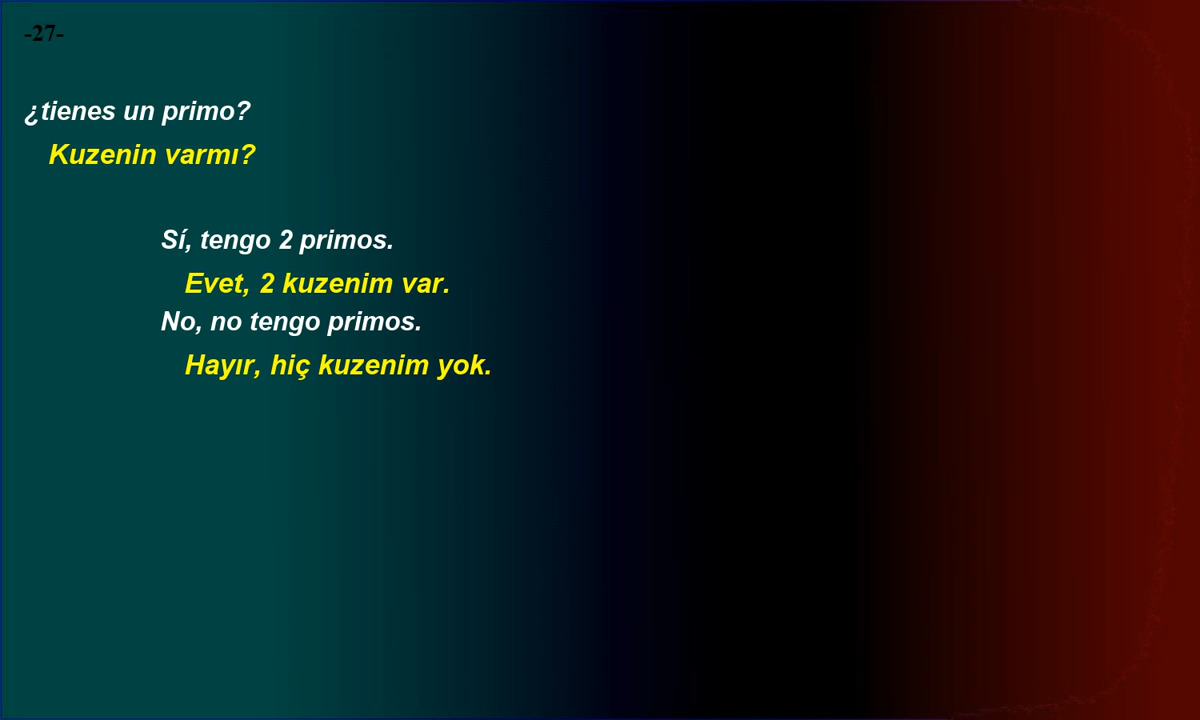 -27-
¿tienes un primo?
Kuzenin varmı?
Sí, tengo 2 primos.
Evet, 2 kuzenim var.
No, no tengo primos.
Hayır, hiç kuzenim yok.